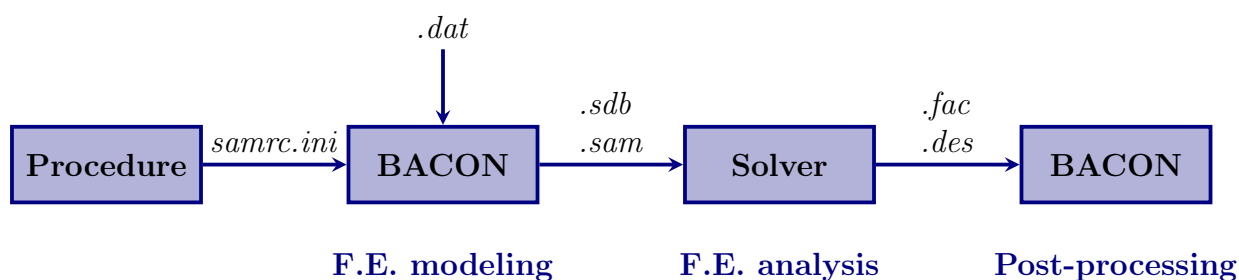 .dat
.sdb
.fac
samrc.ini
.sam
.des
Procedure
BACON
Solver
BACON
F.E. modeling
F.E. analysis
Post-processing